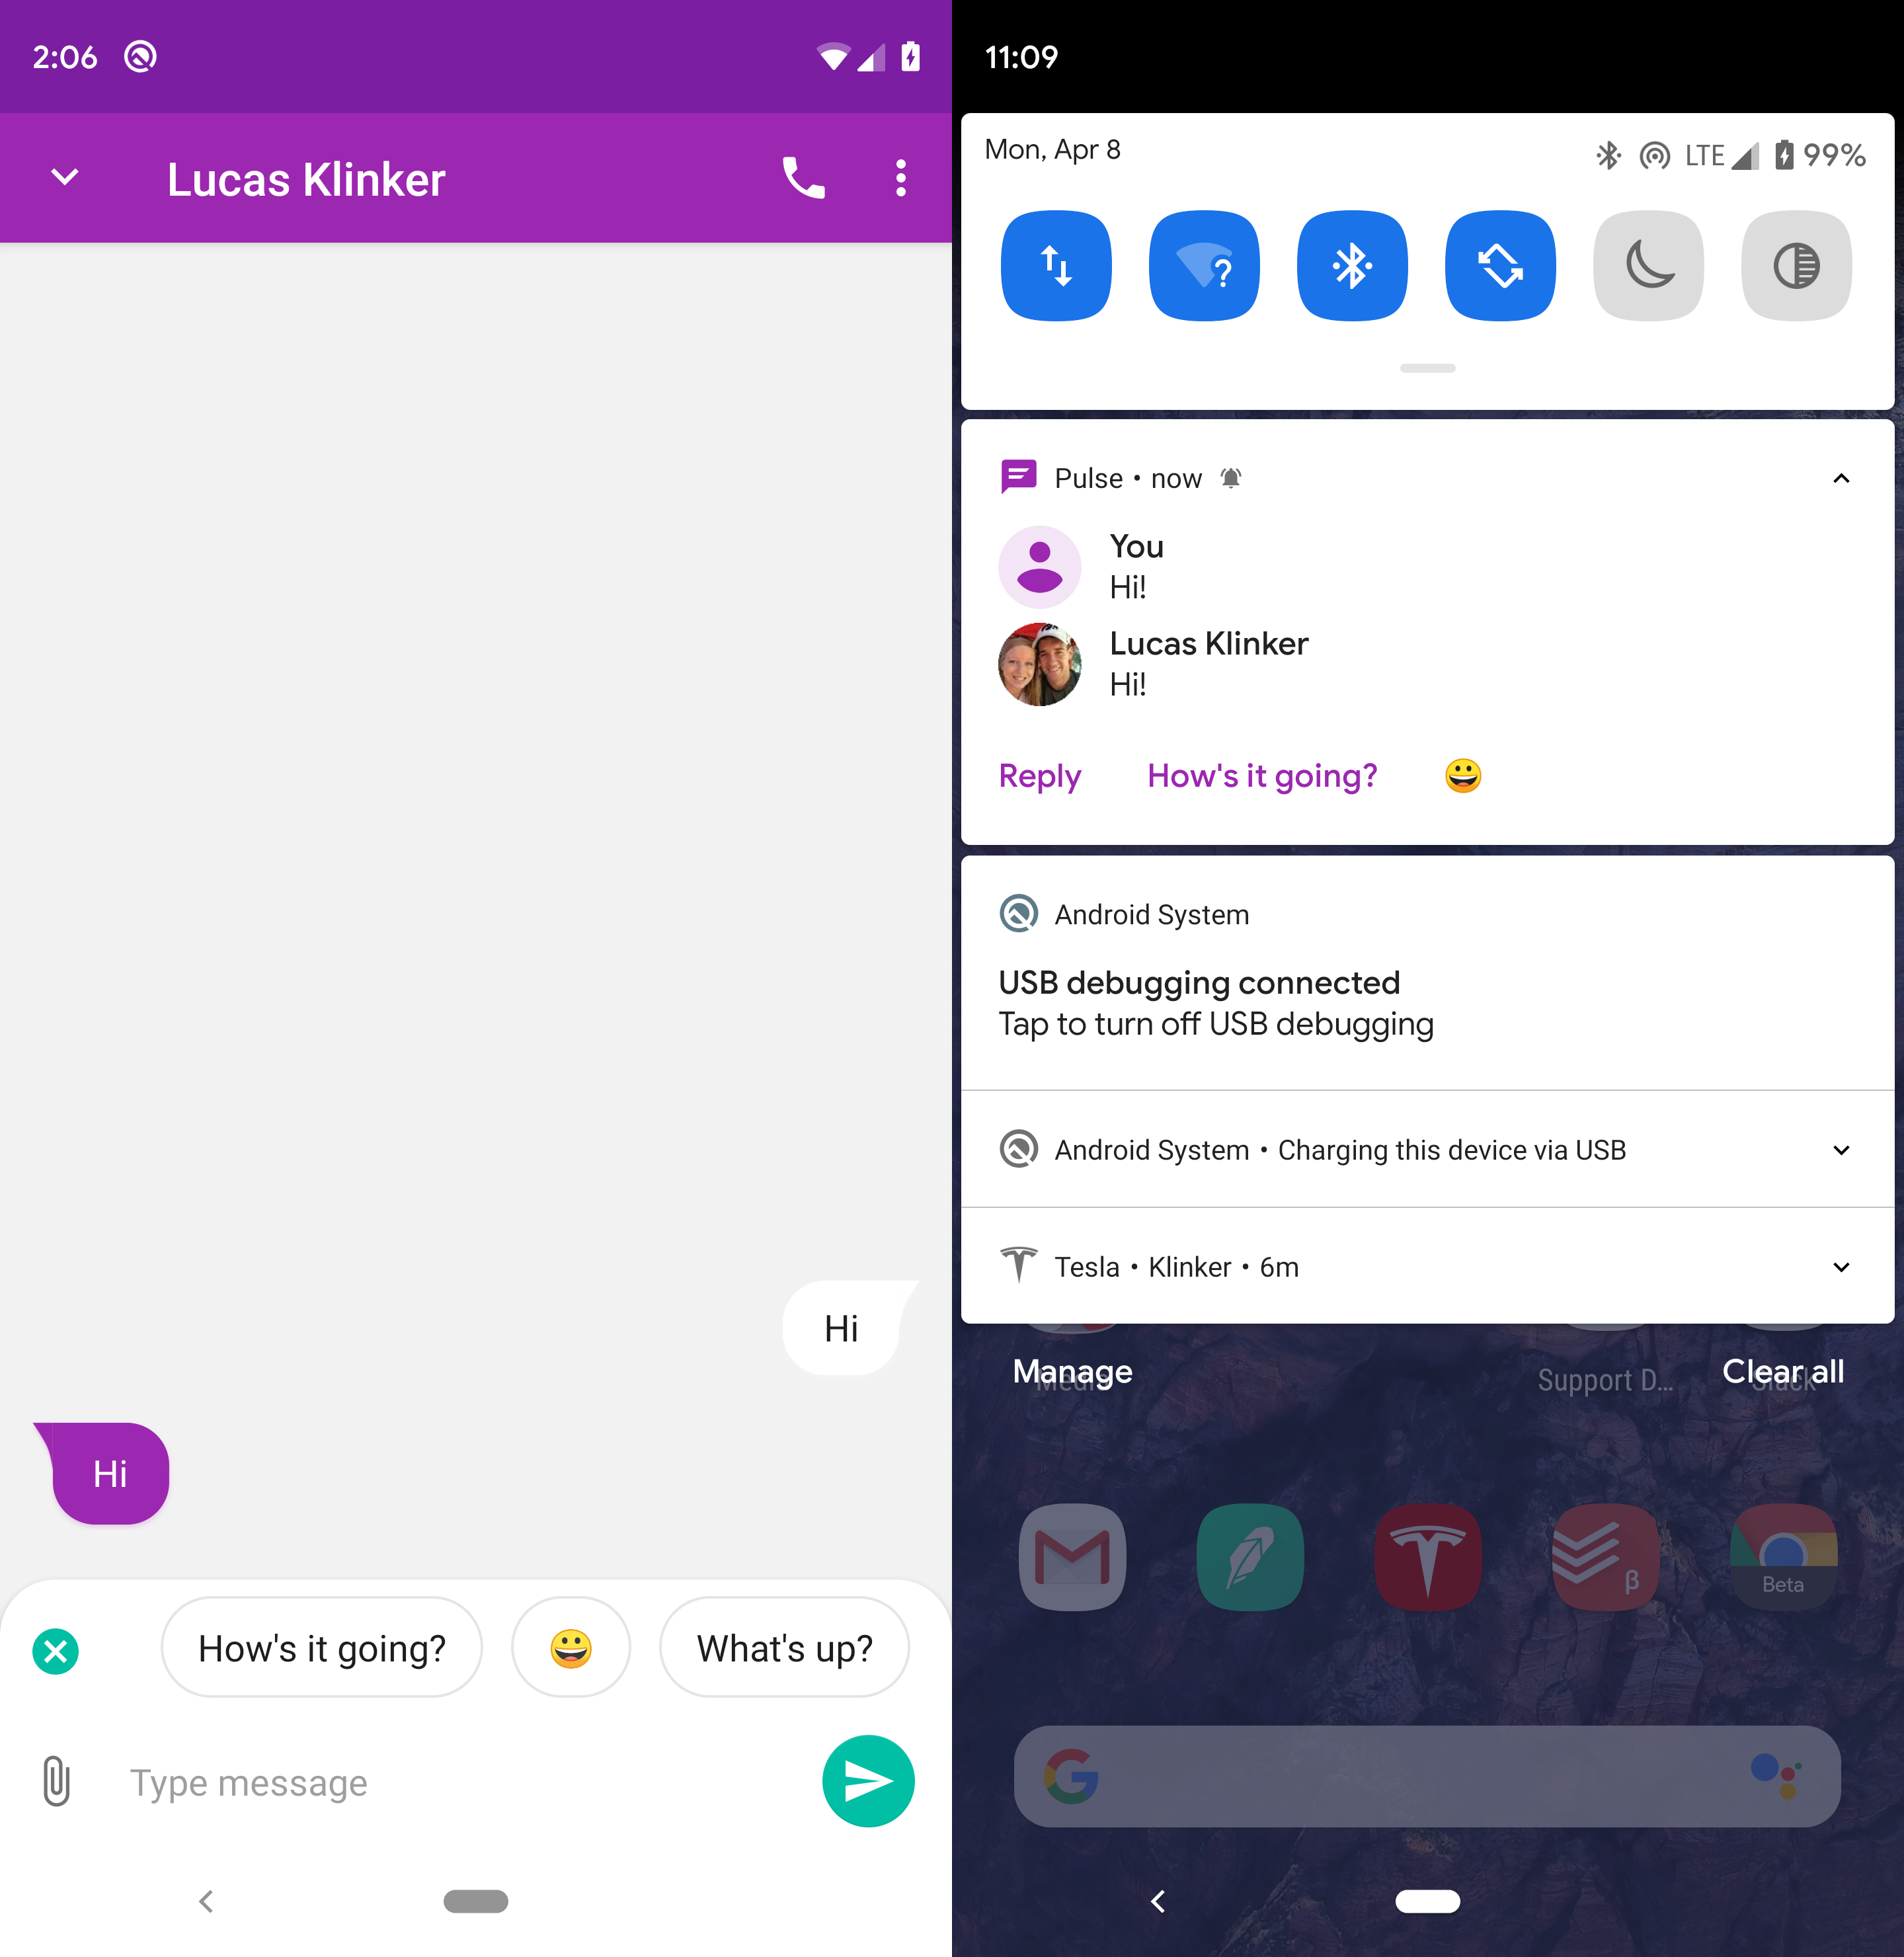 2:06
Lucas Klinker
Hi
Hi
How's it going?
😀
What's up?
Type message
11:09
Mon, Apr 8
LTE
99%
Pulse • now
You
Hi!
Lucas Klinker
Hi!
Reply
How's it going?
😀
Android System
USB debugging connected
Tap to turn off USB debugging
Android System • Charging this device via USB
Tesla • Klinker • 6m
Manage
Media
Support D...
Clear all
Slack
β
Beta